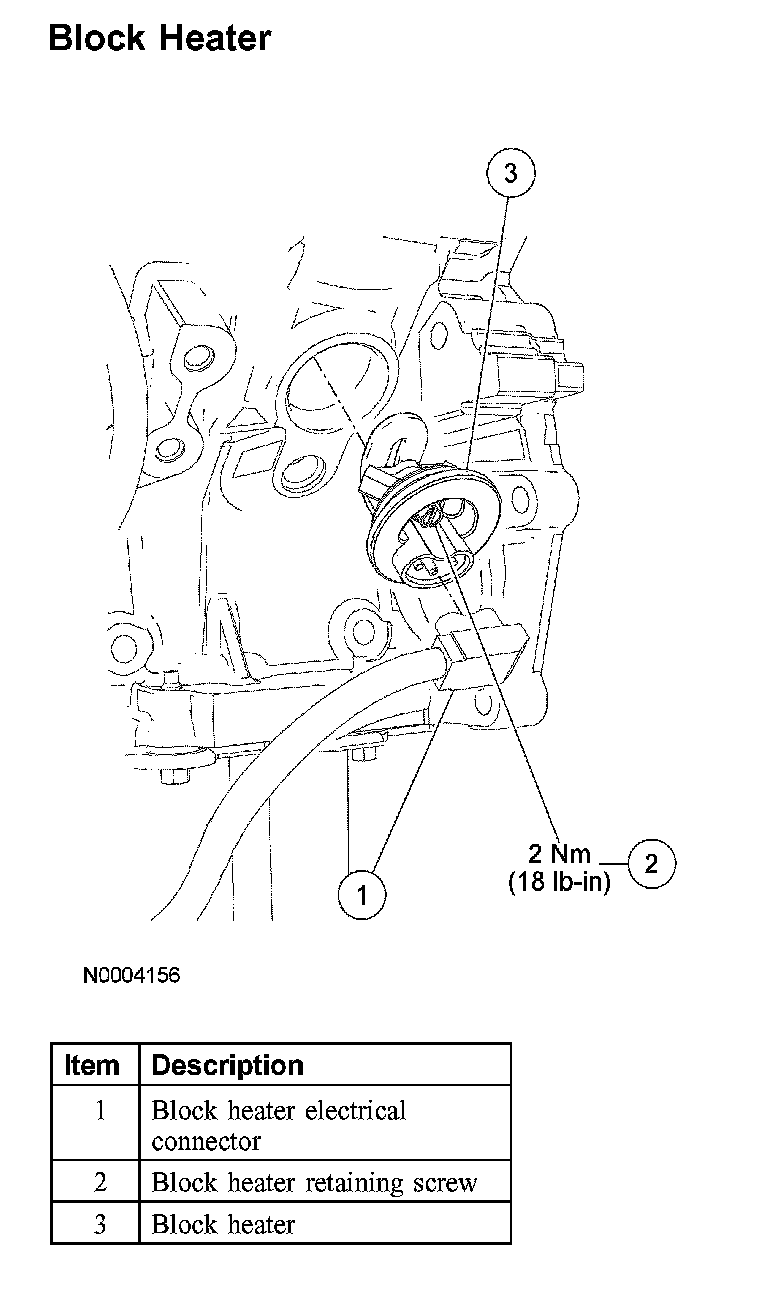 Block Heater
3
2 Nm
(18 lb-in)
2
1
N0004156
Item Description
1 Block heater electrical
connector
2 Block heater retaining screw
3 Block heater